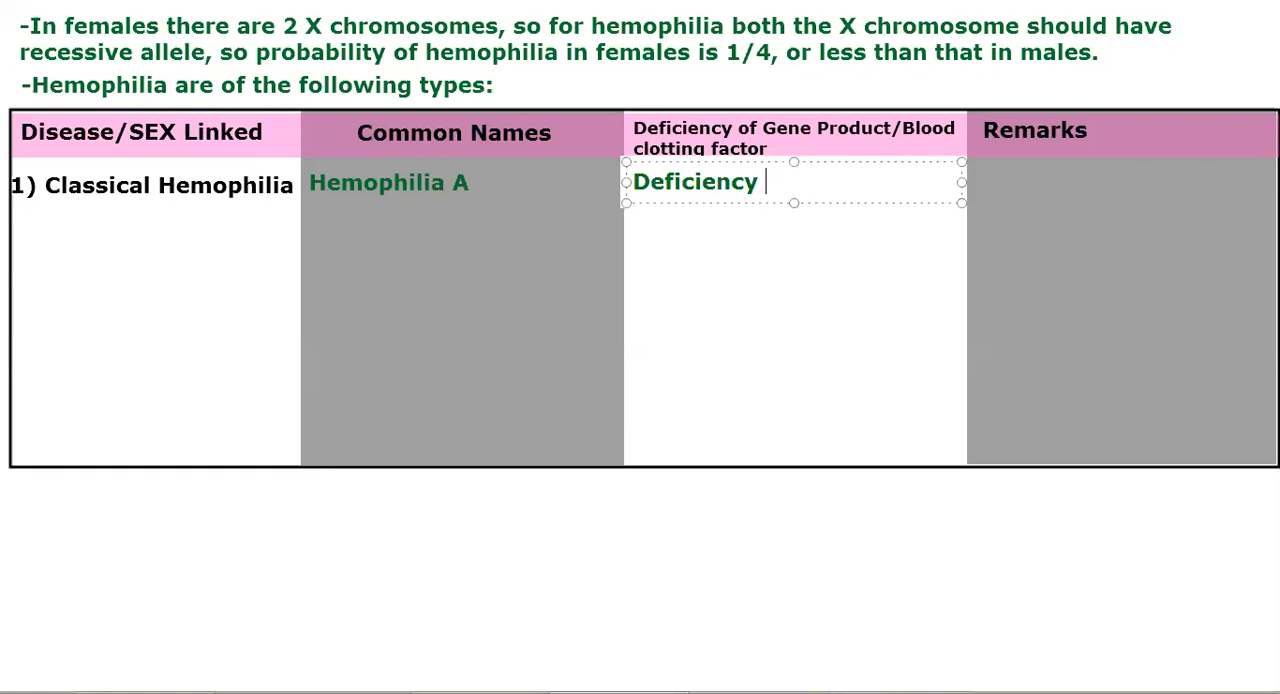 -In females there are 2 X chromosomes, so for hemophilia both the X chromosome should have
recessive allele, so probability of hemophilia in females is 1/4, or less than that in males.
-Hemophilia are of the following types:
Disease/SEX Linked
Common Names
Deficiency of Gene Product/Blood
clotting factor
Remarks
1) Classical Hemophilia
Hemophilia A
Deficiency